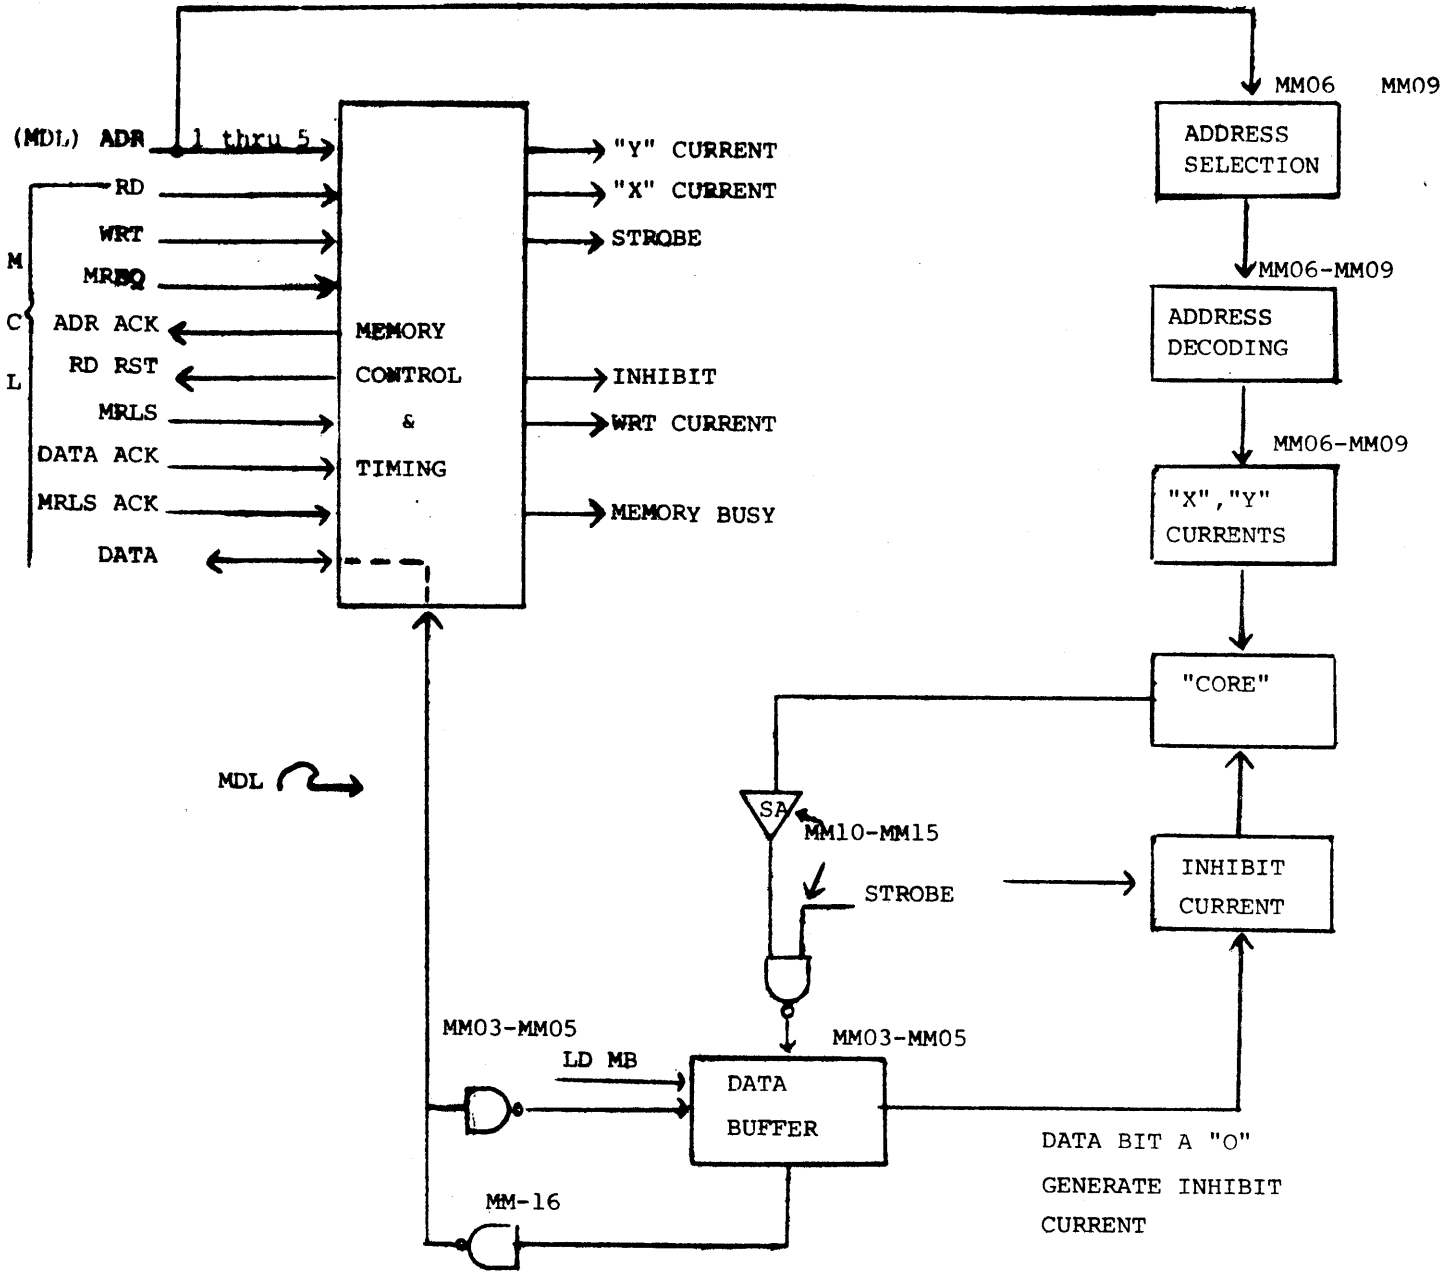 MM06 MM09
(MDL) ADR 1 thru 5
RD
WRT
ADR ACK
RD RST
MRLS
DATA ACK
MRLS ACK
DATA
M
C
L
MEMORY
CONTROL
&
TIMING
"Y" CURRENT
"X" CURRENT
STROBE
INHIBIT
WRT CURRENT
MEMORY BUSY
ADDRESS
SELECTION
MM06-MM09
ADDRESS
DECODING
MM06-MM09
"X","Y"
CURRENTS
"CORE"
MDL
SA
MM10-MM15
STROBE
INHIBIT
CURRENT
MM03-MM05
LD MB
MM03-MM05
DATA
BUFFER
MM-16
DATA BIT A "O"
GENERATE INHIBIT
CURRENT